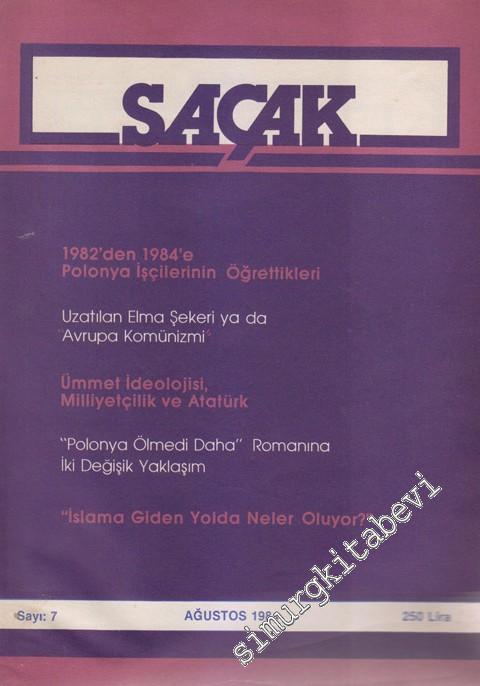 SAÇAK
1982'den 1984'e
Polonya İşçilerinin Öğrettikleri
Uzatılan Elma Şekeri ya da
"Avrupa Komünizmi"
Ümmet İdeolojisi,
Milliyetçilik ve Atatürk
"Polonya Ölmedi Daha" Romanına
İki Değişik Yaklaşım
"İslama Giden Yolda Neler Oluyor?"
Sayı: 7
AĞUSTOS
250 Lira
simurgkitabevi